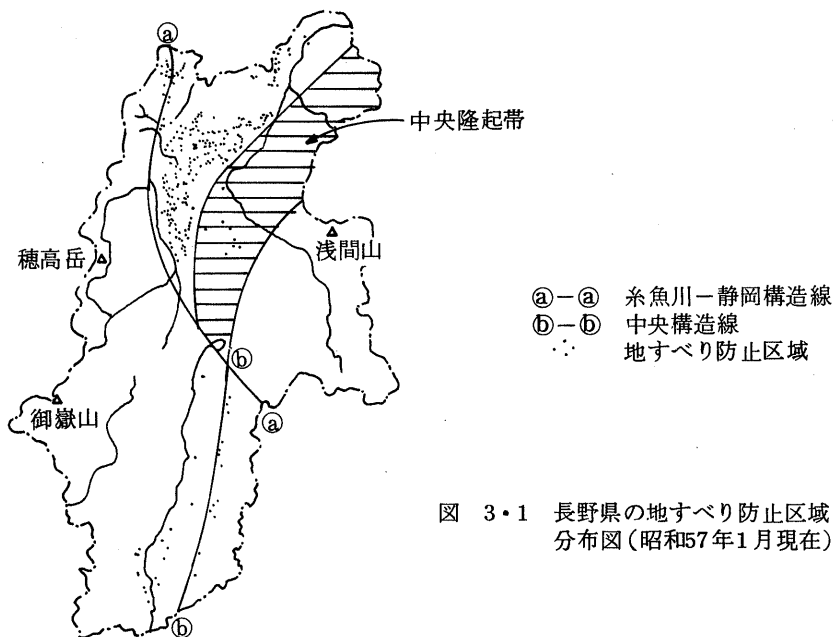 ⓐ
中央隆起帯
浅間山
穂高岳
ⓐ−ⓐ 糸魚川−静岡構造線
ⓑ−ⓑ 中央構造線
地すべり防止区域
ⓑ
御嶽山
ⓐ
図 3・1 長野県の地すべり防止区域
分布図(昭和57年1月現在)
ⓑ